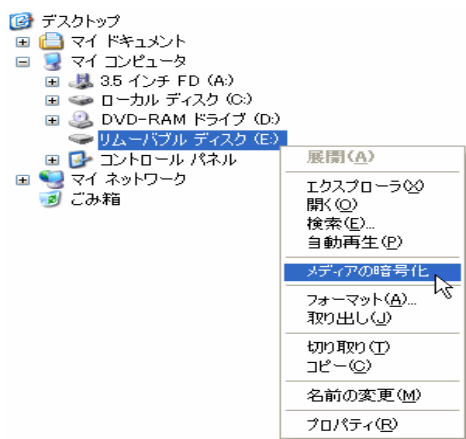 デスクトップ
マイ ドキュメント
マイ コンピュータ
3.5 インチ FD (A:)
ローカル ディスク (C:)
DVD-RAM ドライブ (D:)
リムーバブル ディスク (E:)
コントロール パネル
マイ ネットワーク
ごみ箱
展開(A)
エクスプローラ(X)
開く(O)
検索(E)...
自動再生(P)
メディアの暗号化
フォーマット(A)...
取り出し(J)
切り取り(T)
コピー(C)
名前の変更(M)
プロパティ(R)